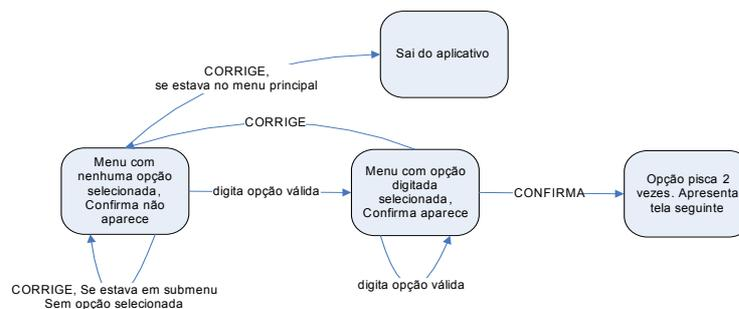 Sai do aplicativo
CORRIGE,
se estava no menu principal
CORRIGE
Menu com
nenhuma opção
selecionada,
Confirma não
aparece
digita opção válida
Menu com opção
digitada
selecionada,
Confirma aparece
CONFIRMA
Opção pisca 2
vezes. Apresenta
tela seguinte
CORRIGE, Se estava em submenu
Sem opção selecionada
digita opção válida